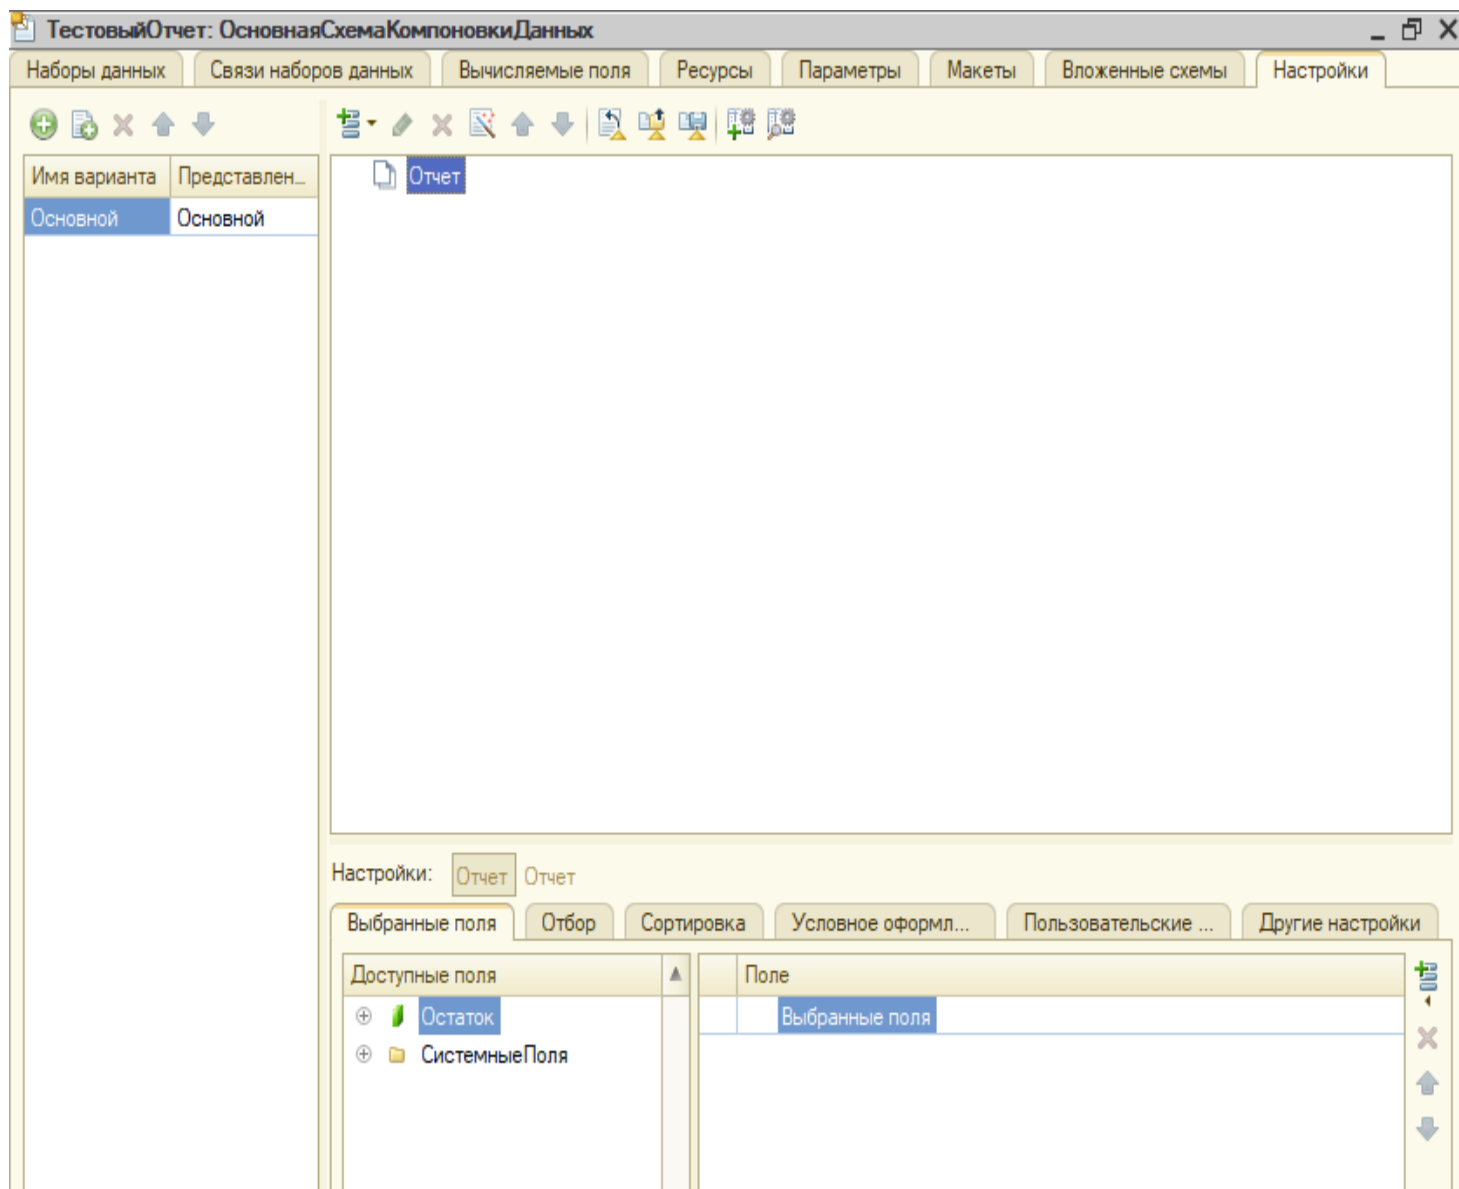 ТестовыйОтчет: ОсновнаяСхемаКомпоновкиДанных
Наборы данных Связи наборов данных Вычисляемые поля Ресурсы Параметры Макеты Вложенные схемы Настройки
Имя варианта Представлен...
Основной Основной
Отчет
Настройки: Отчет Отчет
Выбранные поля Отбор Сортировка Условное оформл... Пользовательские ... Другие настройки
Доступные поля Поле
Остаток Выбранные поля
СистемныеПоля